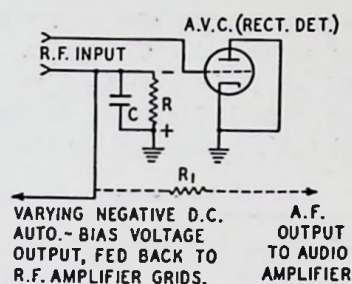 A.V.C. (RECT. DET.)
R.F. INPUT
C
R
−
+
R1
VARYING NEGATIVE D.C.
AUTO.~ BIAS VOLTAGE
OUTPUT, FED BACK TO
R.F. AMPLIFIER GRIDS.
A.F.
OUTPUT
TO AUDIO
AMPLIFIER